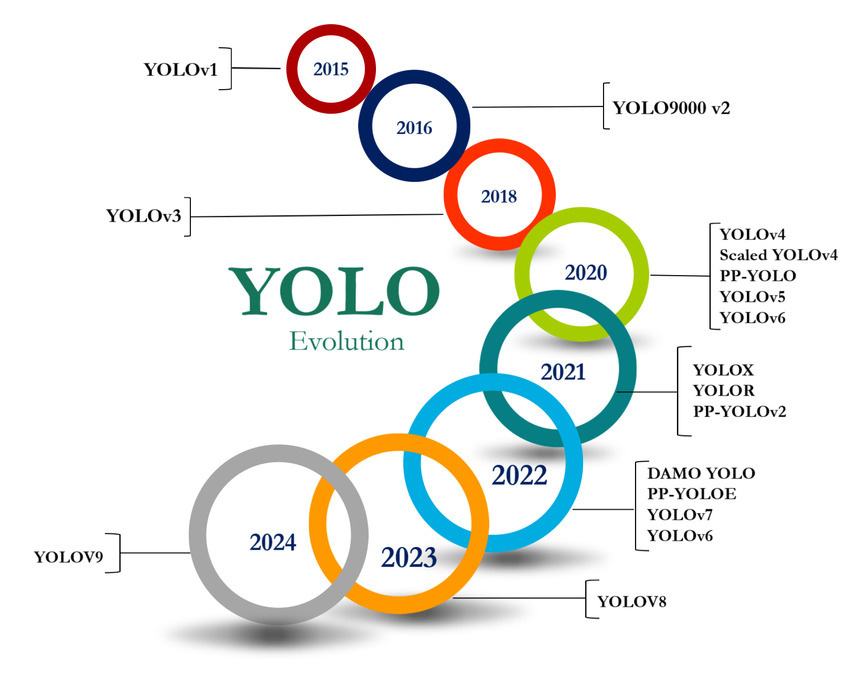 YOLOv1
2015
2016
YOLO9000 v2
2018
YOLOv3
2020
YOLOv4
Scaled YOLOv4
PP-YOLO
YOLOv5
YOLOv6
YOLO
Evolution
2021
YOLOX
YOLOR
PP-YOLOv2
2022
DAMO YOLO
PP-YOLOE
YOLOv7
YOLOv6
2024
2023
YOLOV9
YOLOV8